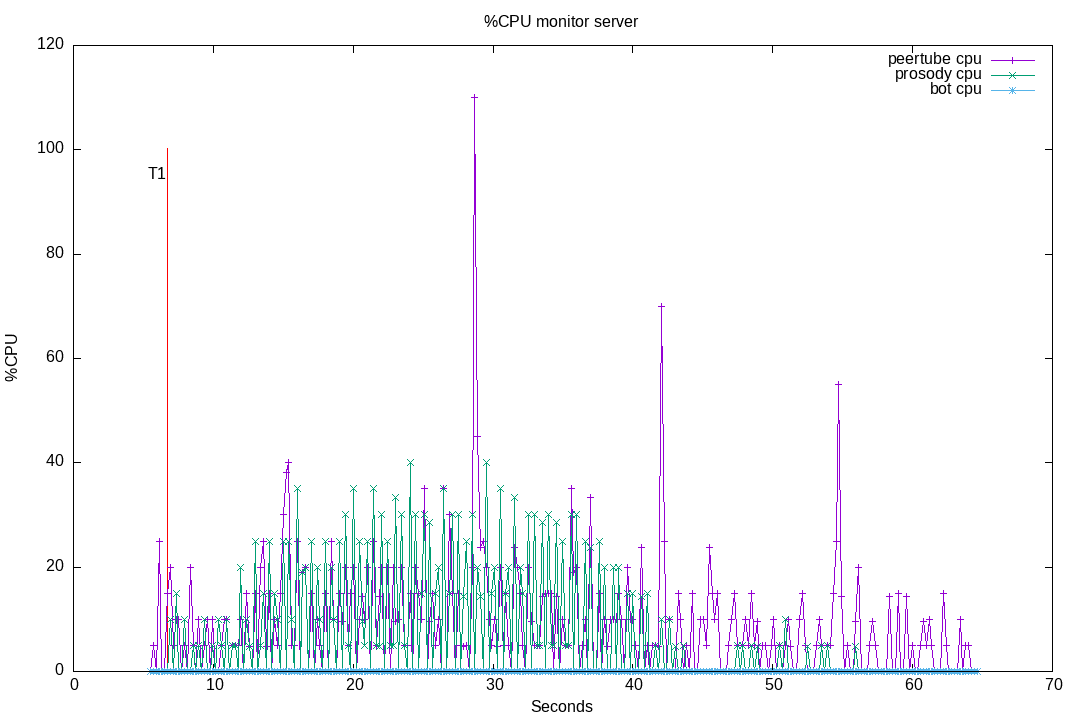 %CPU monitor server
120
100
80
60
40
20
0
%CPU
T1
peertube cpu
prosody cpu
bot cpu
0 10 20 30 40 50 60 70
Seconds